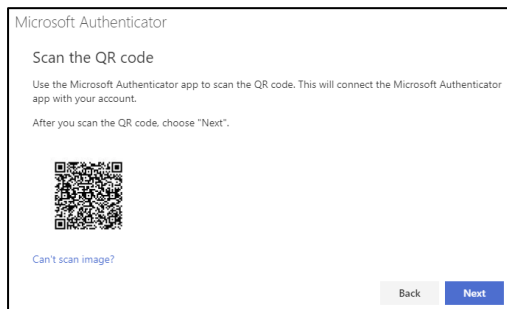 Microsoft Authenticator
Scan the QR code
Use the Microsoft Authenticator app to scan the QR code. This will connect the Microsoft Authenticator
app with your account.
After you scan the QR code, choose "Next".
Can't scan image?
Back Next